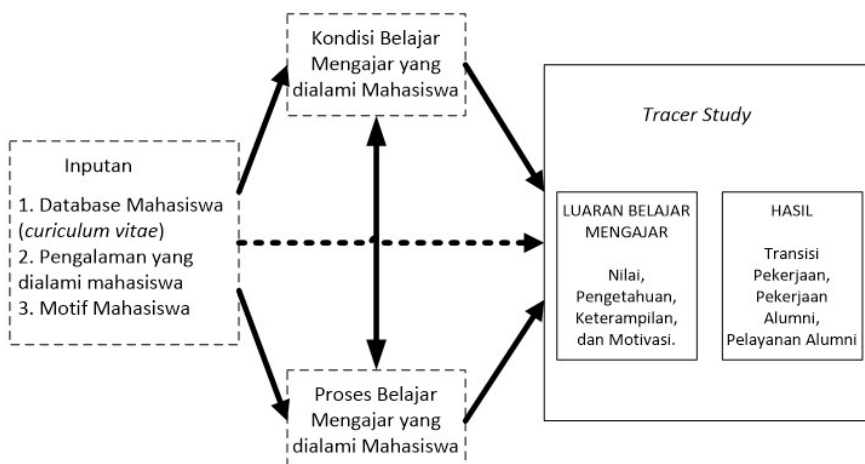 Kondisi Belajar
Mengajar yang
dialami Mahasiswa
Inputan
1. Database Mahasiswa
(curiculum vitae)
2. Pengalaman yang
dialami mahasiswa
3. Motif Mahasiswa
Proses Belajar
Mengajar yang
dialami Mahasiswa
Tracer Study
LUARAN BELAJAR
MENGAJAR
Nilai,
Pengetahuan,
Keterampilan,
dan Motivasi.
HASIL
Transisi
Pekerjaan,
Pekerjaan
Alumni,
Pelayanan Alumni